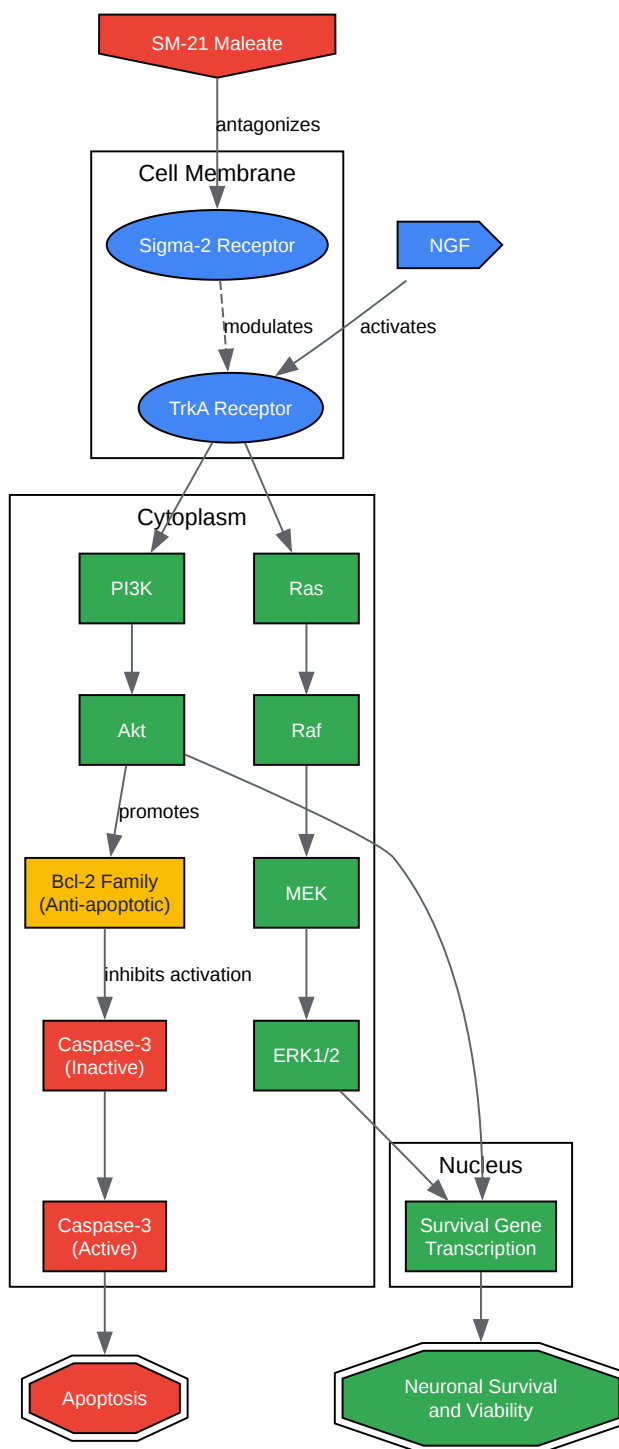 SM-21 Maleate
antagonizes
Cell Membrane
Sigma-2 Receptor
NGF
modulates
activates
TrkA Receptor
Cytoplasm
PI3K
Ras
Akt
Raf
promotes
Bcl-2 Family
(Anti-apoptotic)
MEK
inhibits activation
Caspase-3
(Inactive)
ERK1/2
Nucleus
Caspase-3
(Active)
Survival Gene
Transcription
Apoptosis
Neuronal Survival
and Viability